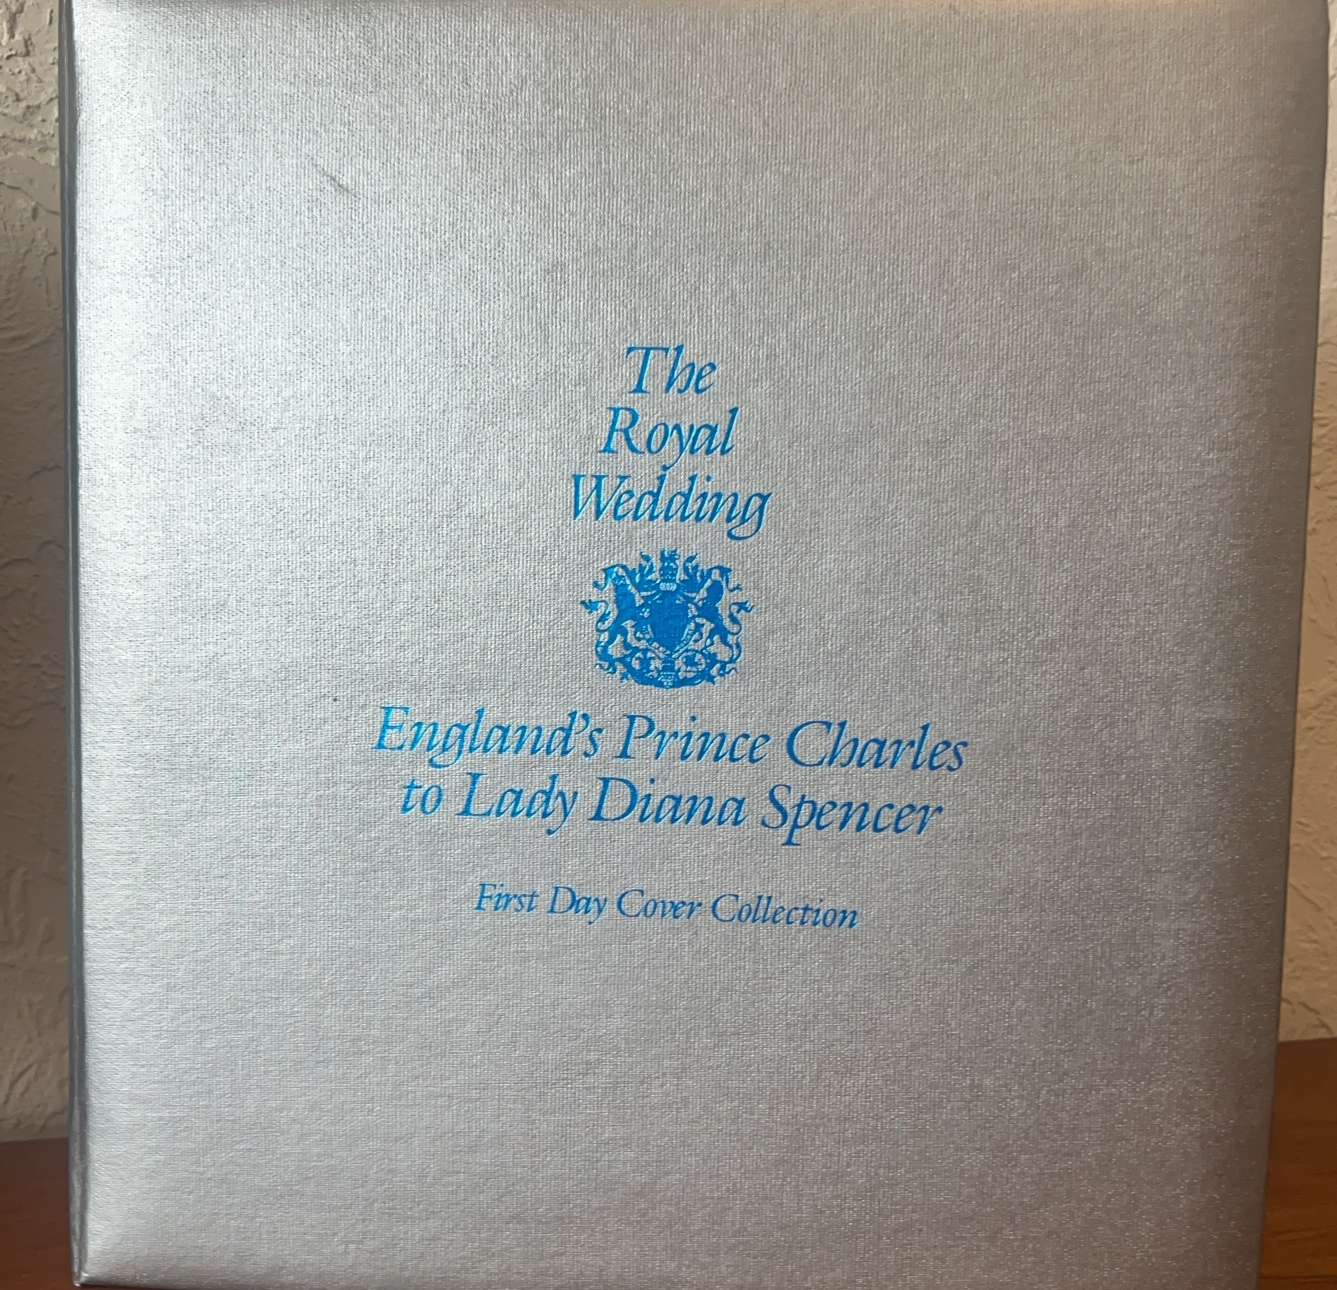 The
Royal
Wedding
England's Prince Charles
to Lady Diana Spencer
First Day Cover Collection